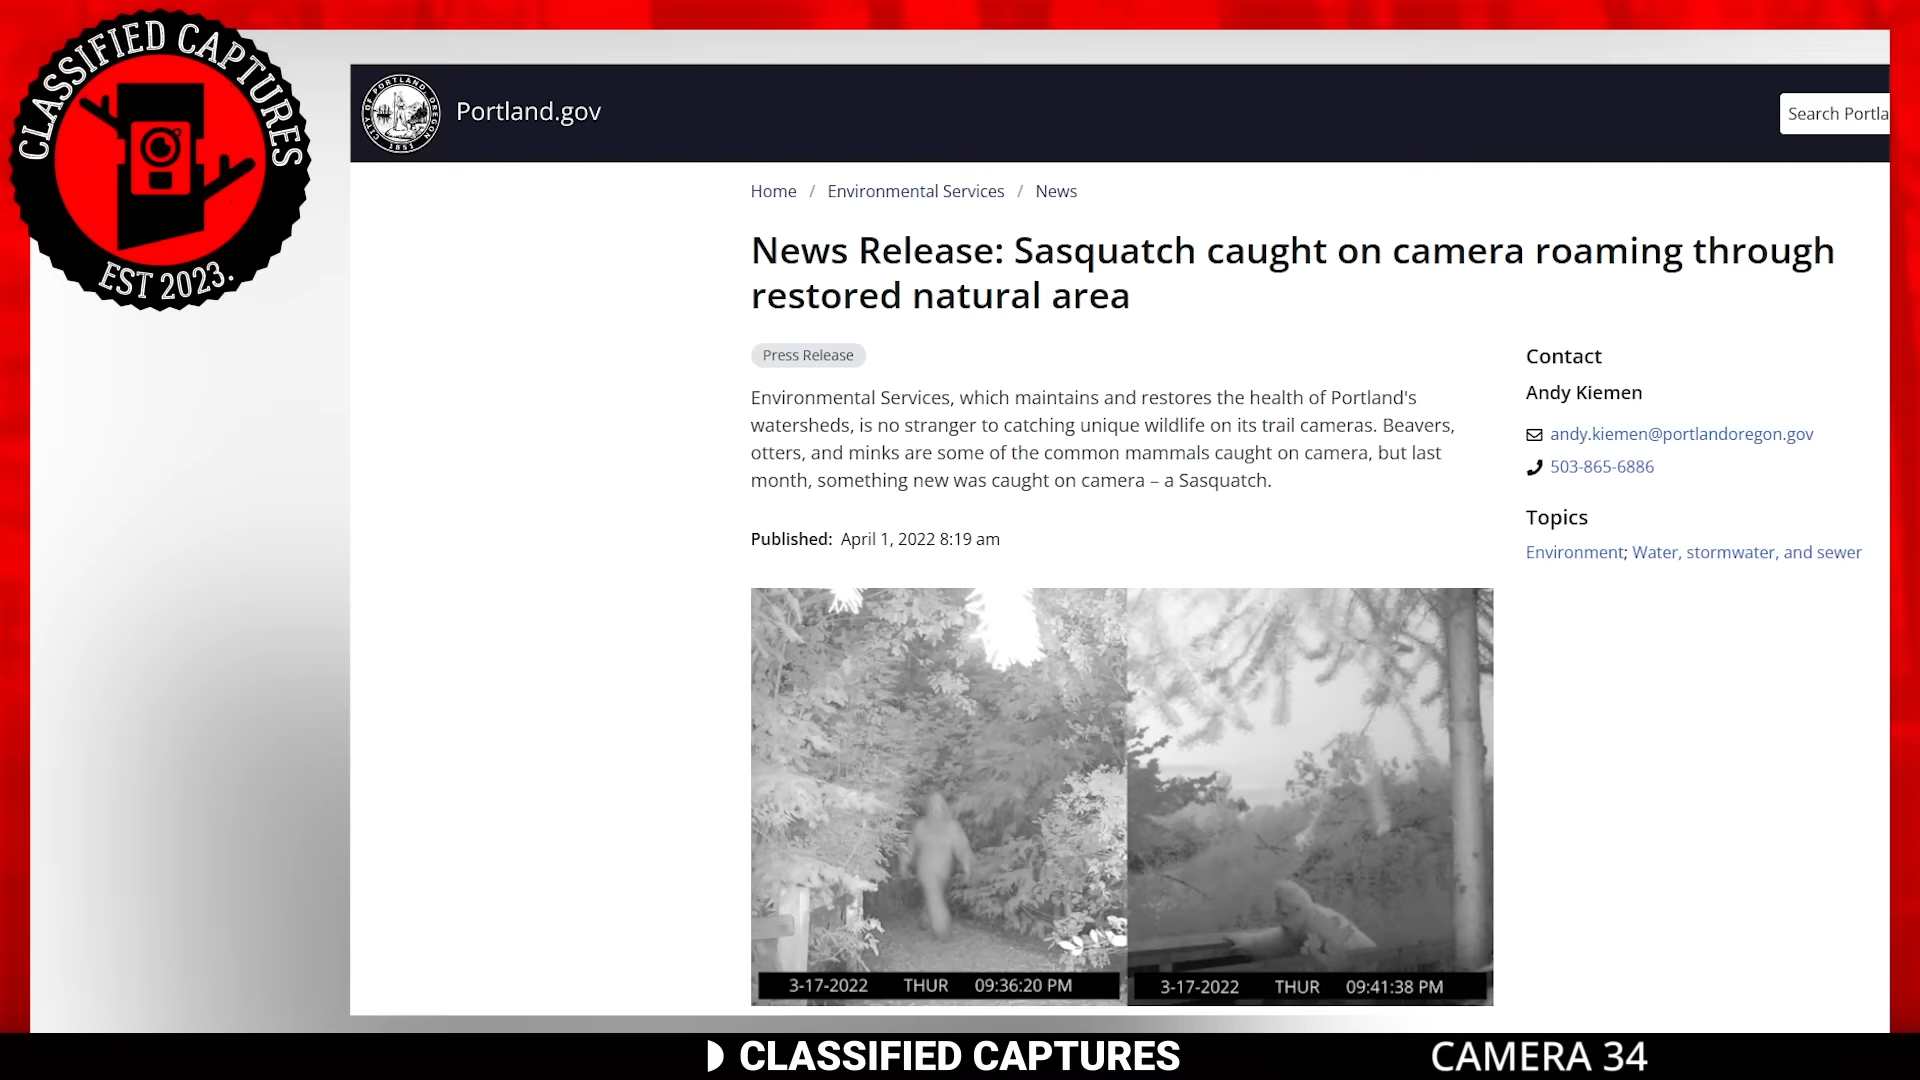 CLASSIFIED CAPTURES
EST 2023.
CITY OF PORTLAND, OREGON
1851
Portland.gov
Search Portla
Home / Environmental Services / News
News Release: Sasquatch caught on camera roaming through
restored natural area
Press Release
Environmental Services, which maintains and restores the health of Portland's
watersheds, is no stranger to catching unique wildlife on its trail cameras. Beavers,
otters, and minks are some of the common mammals caught on camera, but last
month, something new was caught on camera – a Sasquatch.
Published: April 1, 2022 8:19 am
Contact
Andy Kiemen
andy.kiemen@portlandoregon.gov
503-865-6886
Topics
Environment; Water, stormwater, and sewer
3-17-2022 THUR 09:36:20 PM
3-17-2022 THUR 09:41:38 PM
CLASSIFIED CAPTURES
CAMERA 34